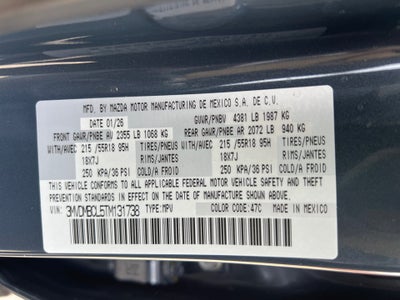 MFD. BY MAZDA MOTOR MANUFACTURING DE MEXICO S.A. DE C.V.
DATE 01/26 GVWR/PNBV 4381 LB 1987 KG
FRONT GAWR/PNBE AV 2355 LB 1068 KG REAR GAWR/PNBE AR 2072 LB 940 KG
WITH/AVEC 215 /55R18 95H TIRES/PNEUS WITH/AVEC 215 /55R18 95H TIRES/PNEUS
18X7J RIMS/JANTES 18X7J RIMS/JANTES
250 KPA/36 PSI COLD/A FROID 250 KPA/36 PSI COLD/A FROID
THIS VEHICLE CONFORMS TO ALL APPLICABLE FEDERAL MOTOR VEHICLE SAFETY, BUMPER, AND THEFT
PREVENTION STANDARDS IN EFFECT ON THE DATE OF MANUFACTURE SHOWN ABOVE.
VIN: 3MVDMBCL5TM131738 TYPE: MPV COLOR: 47C MADE IN MEXICO